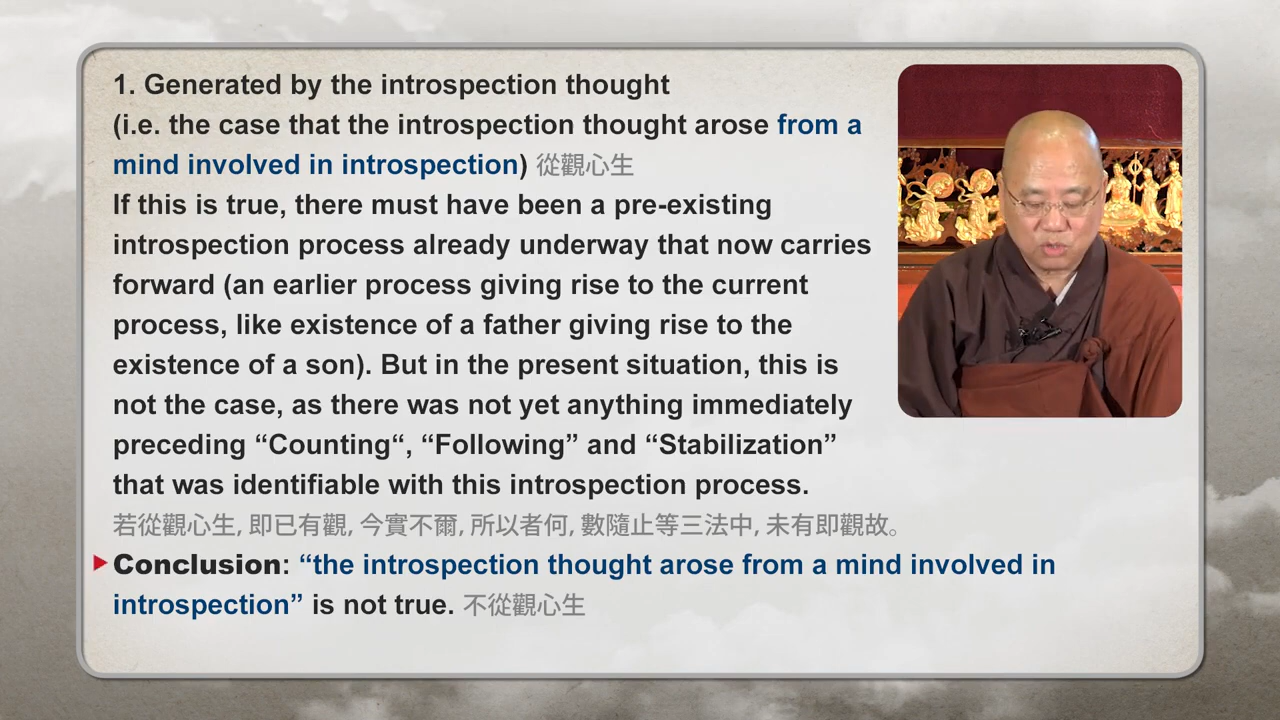 1. Generated by the introspection thought
(i.e. the case that the introspection thought arose from a
mind involved in introspection) 從觀心生
If this is true, there must have been a pre-existing
introspection process already underway that now carries
forward (an earlier process giving rise to the current
process, like existence of a father giving rise to the
existence of a son). But in the present situation, this is
not the case, as there was not yet anything immediately
preceding “Counting“, “Following” and “Stabilization”
that was identifiable with this introspection process.
若從觀心生, 即已有觀, 今實不爾, 所以者何, 數隨止等三法中, 未有即觀故。
Conclusion: “the introspection thought arose from a mind involved in
introspection” is not true. 不從觀心生